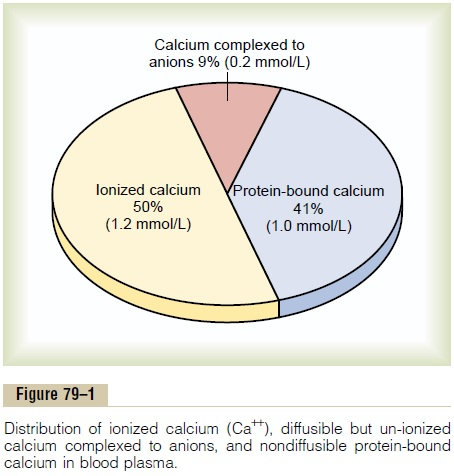 Calcium complexed to
anions 9% (0.2 mmol/L)
Ionized calcium
50%
(1.2 mmol/L)
Protein-bound calcium
41%
(1.0 mmol/L)
Figure 79–1
Distribution of ionized calcium (Ca++), diffusible but un-ionized
calcium complexed to anions, and nondiffusible protein-bound
calcium in blood plasma.